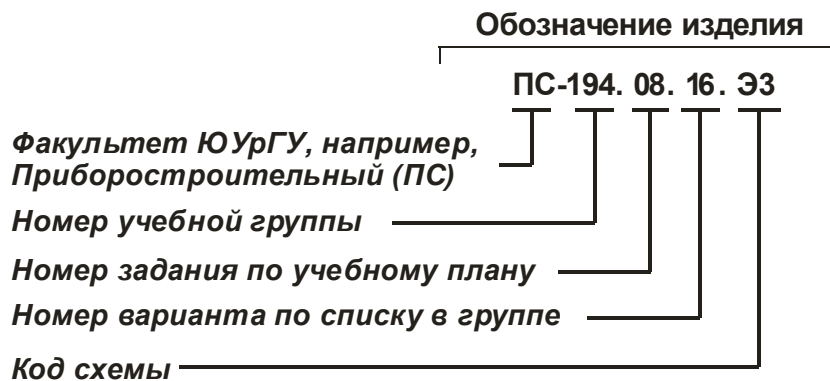 Обозначение изделия
ПС-194. 08. 16. Э3
Факультет ЮУрГУ, например,
Приборостроительный (ПС)
Номер учебной группы
Номер задания по учебному плану
Номер варианта по списку в группе
Код схемы